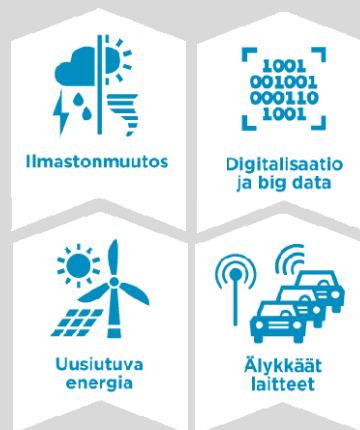 Ilmastonmuutos
1001
001001
000110
1001
Digitalisaatio
ja big data
Uusiutuva
energia
Älykkäät
laitteet